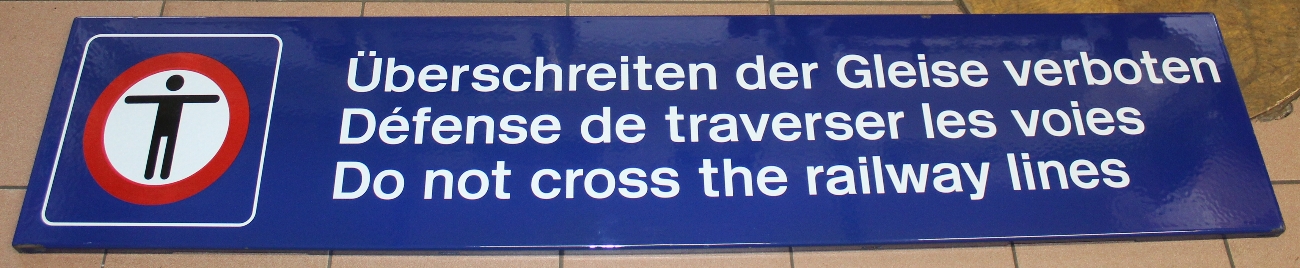 Überschreiten der Gleise verboten
Défense de traverser les voies
Do not cross the railway lines